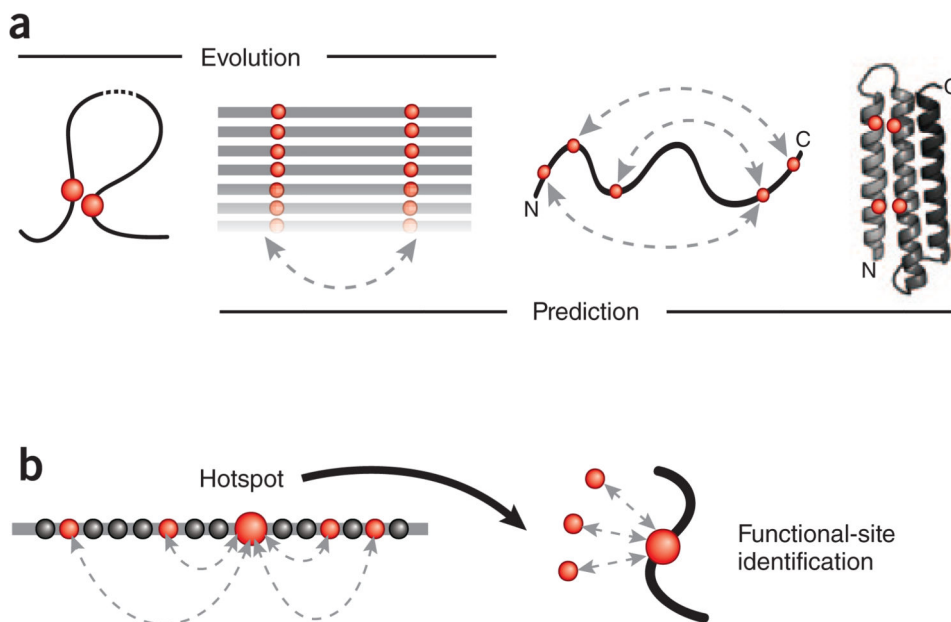 a
Evolution
N
C
C
N
Prediction
b
Hotspot
Functional-site
identification